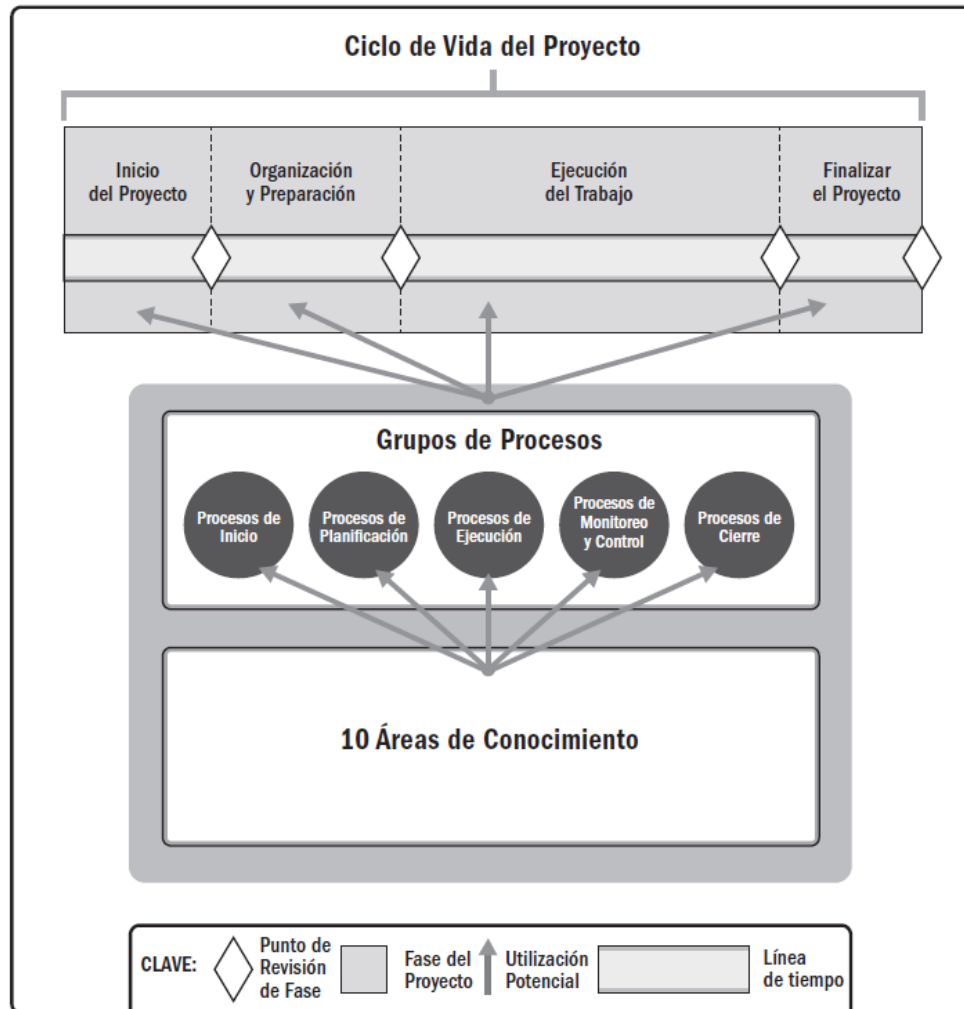 Ciclo de Vida del Proyecto
Inicio
del Proyecto
Organización
y Preparación
Ejecución
del Trabajo
Finalizar
el Proyecto
Grupos de Procesos
Procesos de
Inicio
Procesos de
Planificación
Procesos de
Ejecución
Procesos de
Monitoreo
y Control
Procesos de
Cierre
10 Áreas de Conocimiento
CLAVE:
Punto de
Revisión
de Fase
Fase del
Proyecto
Utilización
Potencial
Línea
de tiempo